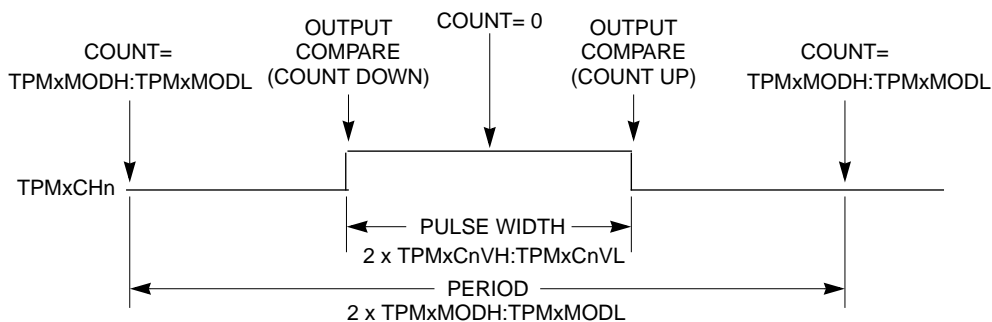 COUNT=
TPMxMODH:TPMxMODL
OUTPUT
COMPARE
(COUNT DOWN)
COUNT= 0
OUTPUT
COMPARE
(COUNT UP)
COUNT=
TPMxMODH:TPMxMODL
TPMxCHn
PULSE WIDTH
2 x TPMxCnVH:TPMxCnVL
PERIOD
2 x TPMxMODH:TPMxMODL